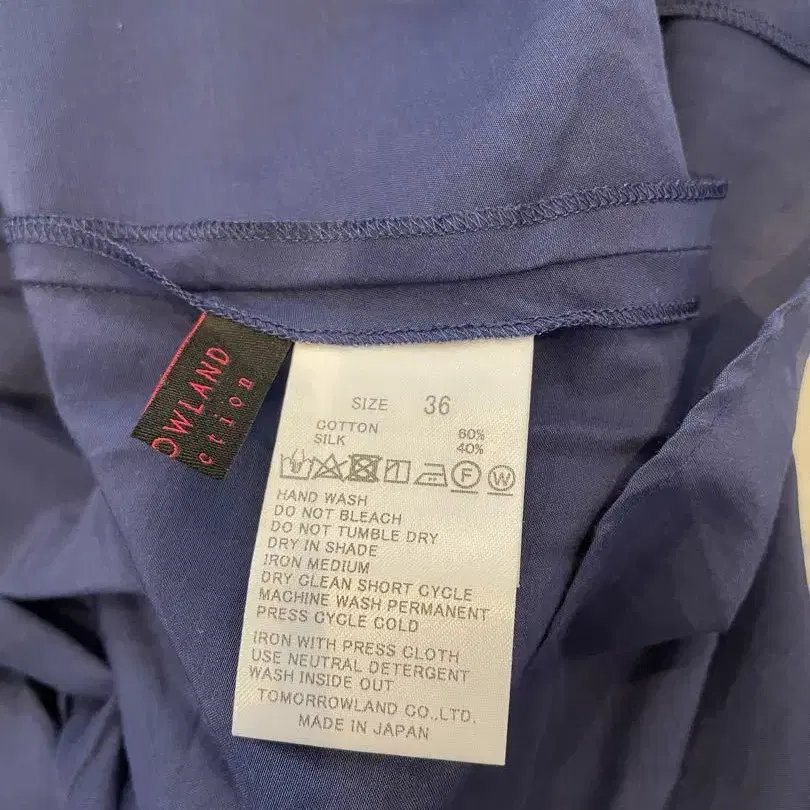 OWLAND
ction
SIZE 36
COTTON 60%
SILK 40%
F W
HAND WASH
DO NOT BLEACH
DO NOT TUMBLE DRY
DRY IN SHADE
IRON MEDIUM
DRY CLEAN SHORT CYCLE
MACHINE WASH PERMANENT
PRESS CYCLE COLD
IRON WITH PRESS CLOTH
USE NEUTRAL DETERGENT
WASH INSIDE OUT
TOMORROWLAND CO.,LTD.
MADE IN JAPAN